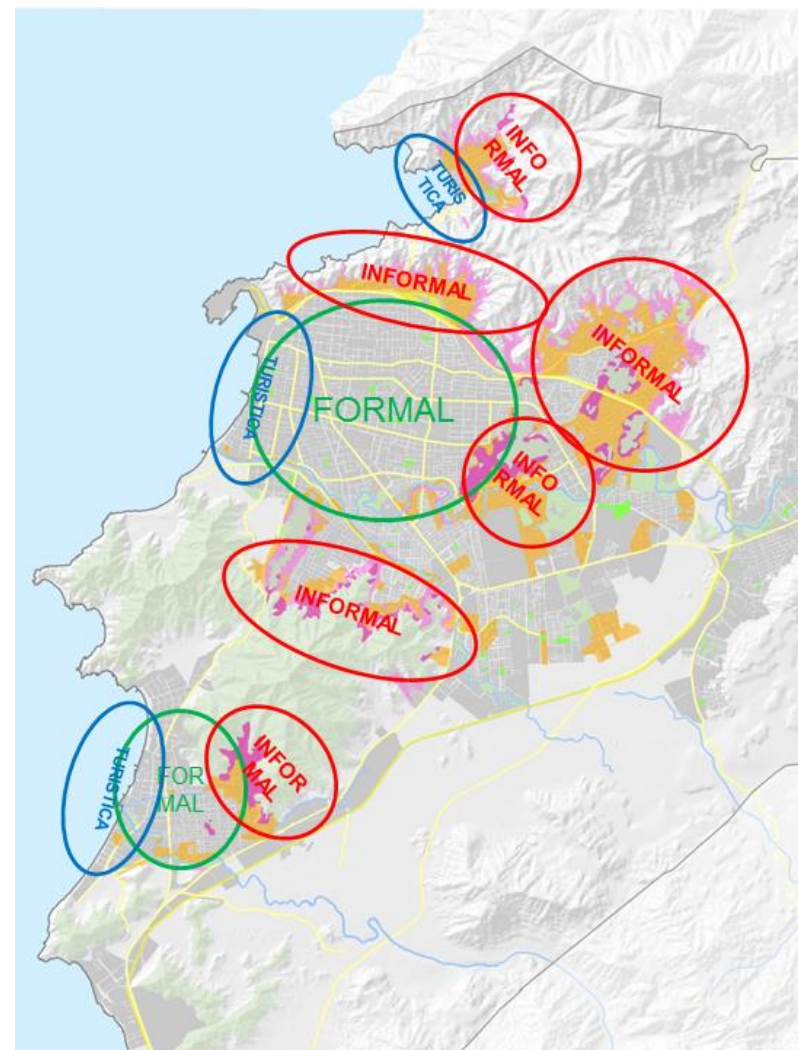 INFO
RMAL
TURIS
TICA
INFORMAL
INFORMAL
TURISTICA
FORMAL
INFO
RMAL
INFORMAL
TURISTICA
FOR
MAL
INFOR
MAL